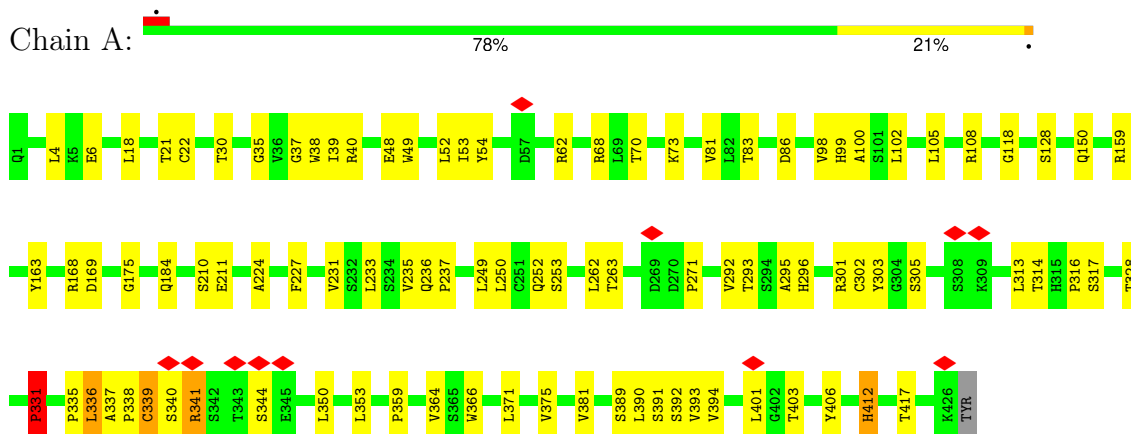 Chain A:
78% 21%
Q1 L4 K5 E6 L18 T21 C22 T30 G35 V36 G37 W38 I39 R40 E48 W49 L52 I53 Y54 D57 R62 R68 L69 T70 K73 V81 L82 T83 D86 V98 H99 A100 S101 L102 L105 R108 G118 S128 Q150 R159
Y163 R168 D169 G175 Q184 S210 E211 A224 F227 V231 S232 L233 S234 V235 Q236 P237 L249 L250 C251 Q252 S253 L262 T263 D269 D270 P271 V292 T293 S294 A295 H296 R301 C302 Y303 G304 S305 S308 K309 L313 T314 H315 P316 S317 T328
P331 P335 L336 A337 P338 C339 S340 R341 S342 T343 S344 E345 L350 L353 P359 V364 S365 W366 L371 V375 V381 S389 L390 S391 S392 V393 V394 L401 G402 T403 Y406 H412 T417 K426 TYR